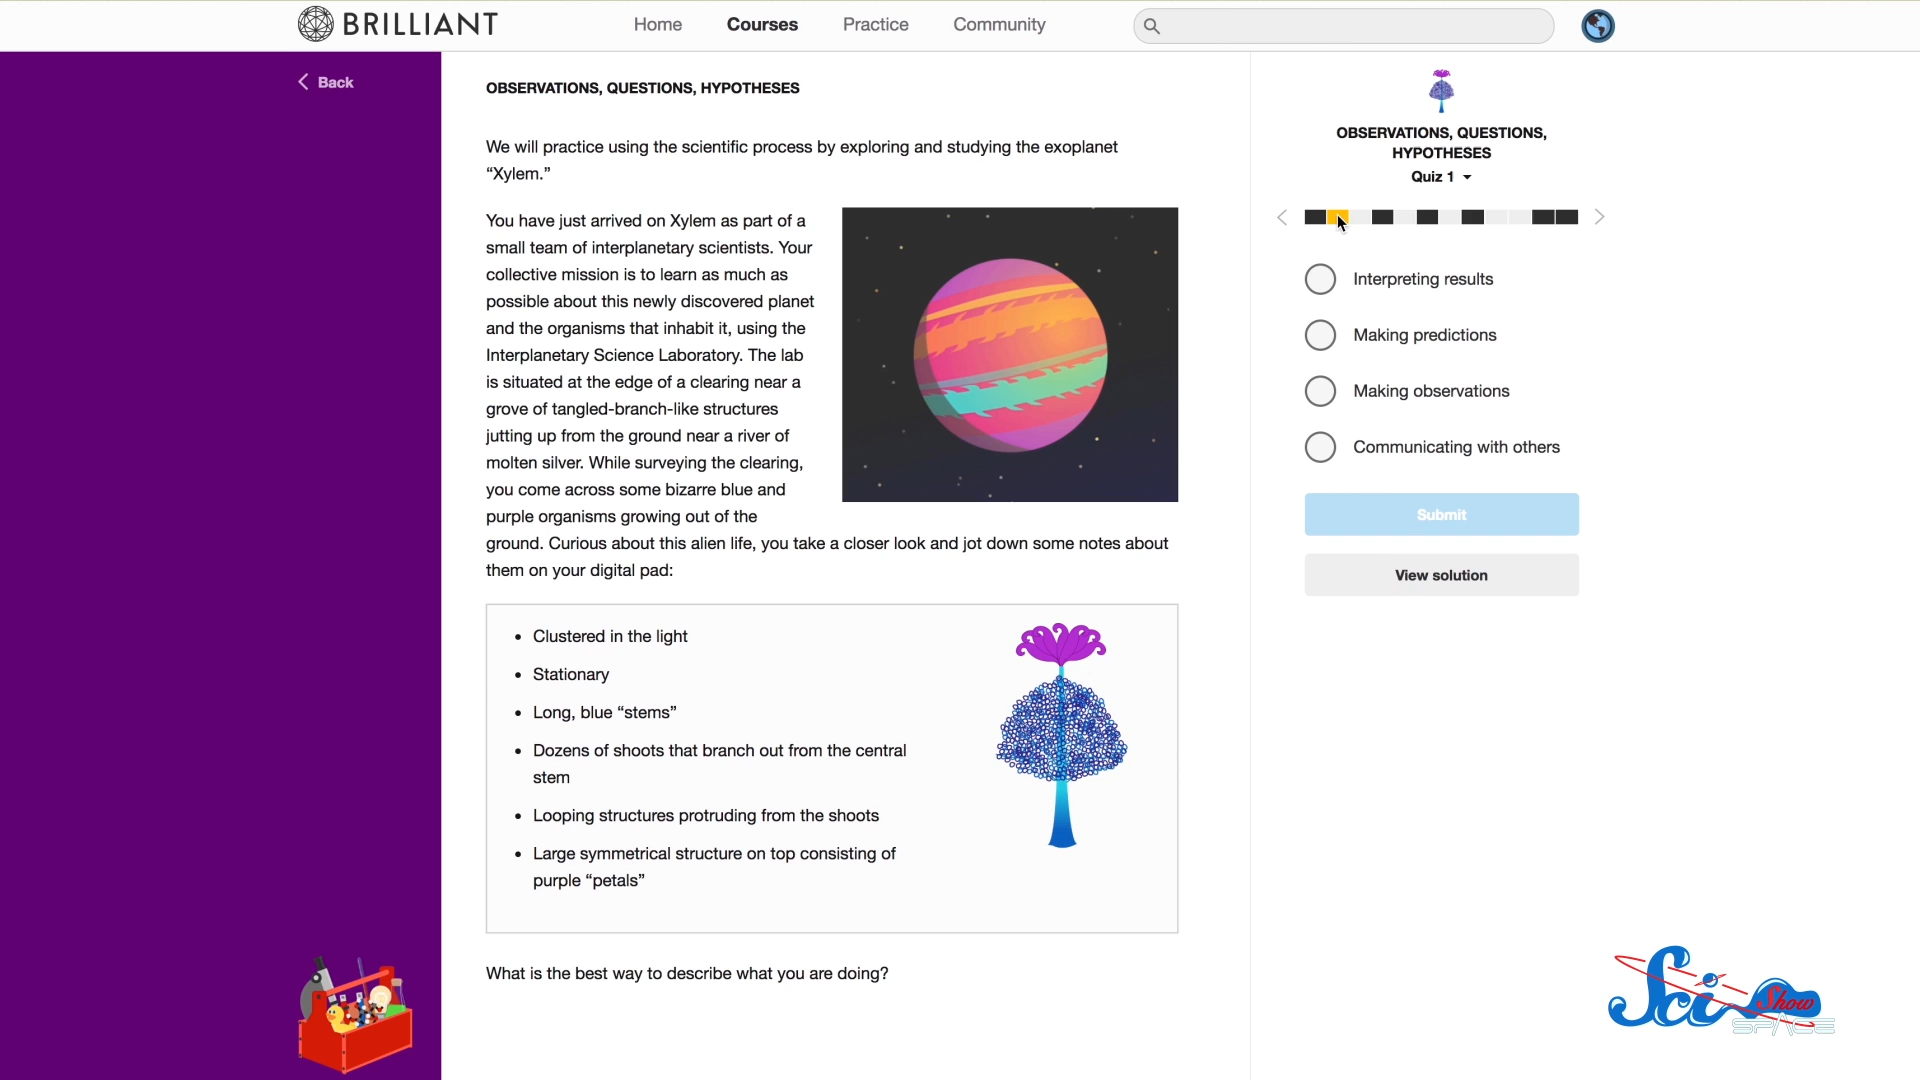 BRILLIANT
Home
Courses
Practice
Community
Back
OBSERVATIONS, QUESTIONS, HYPOTHESES
We will practice using the scientific process by exploring and studying the exoplanet
“Xylem.”
You have just arrived on Xylem as part of a
small team of interplanetary scientists. Your
collective mission is to learn as much as
possible about this newly discovered planet
and the organisms that inhabit it, using the
Interplanetary Science Laboratory. The lab
is situated at the edge of a clearing near a
grove of tangled-branch-like structures
jutting up from the ground near a river of
molten silver. While surveying the clearing,
you come across some bizarre blue and
purple organisms growing out of the
ground. Curious about this alien life, you take a closer look and jot down some notes about
them on your digital pad:
• Clustered in the light
• Stationary
• Long, blue “stems”
• Dozens of shoots that branch out from the central
stem
• Looping structures protruding from the shoots
• Large symmetrical structure on top consisting of
purple “petals”
What is the best way to describe what you are doing?
OBSERVATIONS, QUESTIONS,
HYPOTHESES
Quiz 1
Interpreting results
Making predictions
Making observations
Communicating with others
Submit
View solution
Sci Show
SPACE